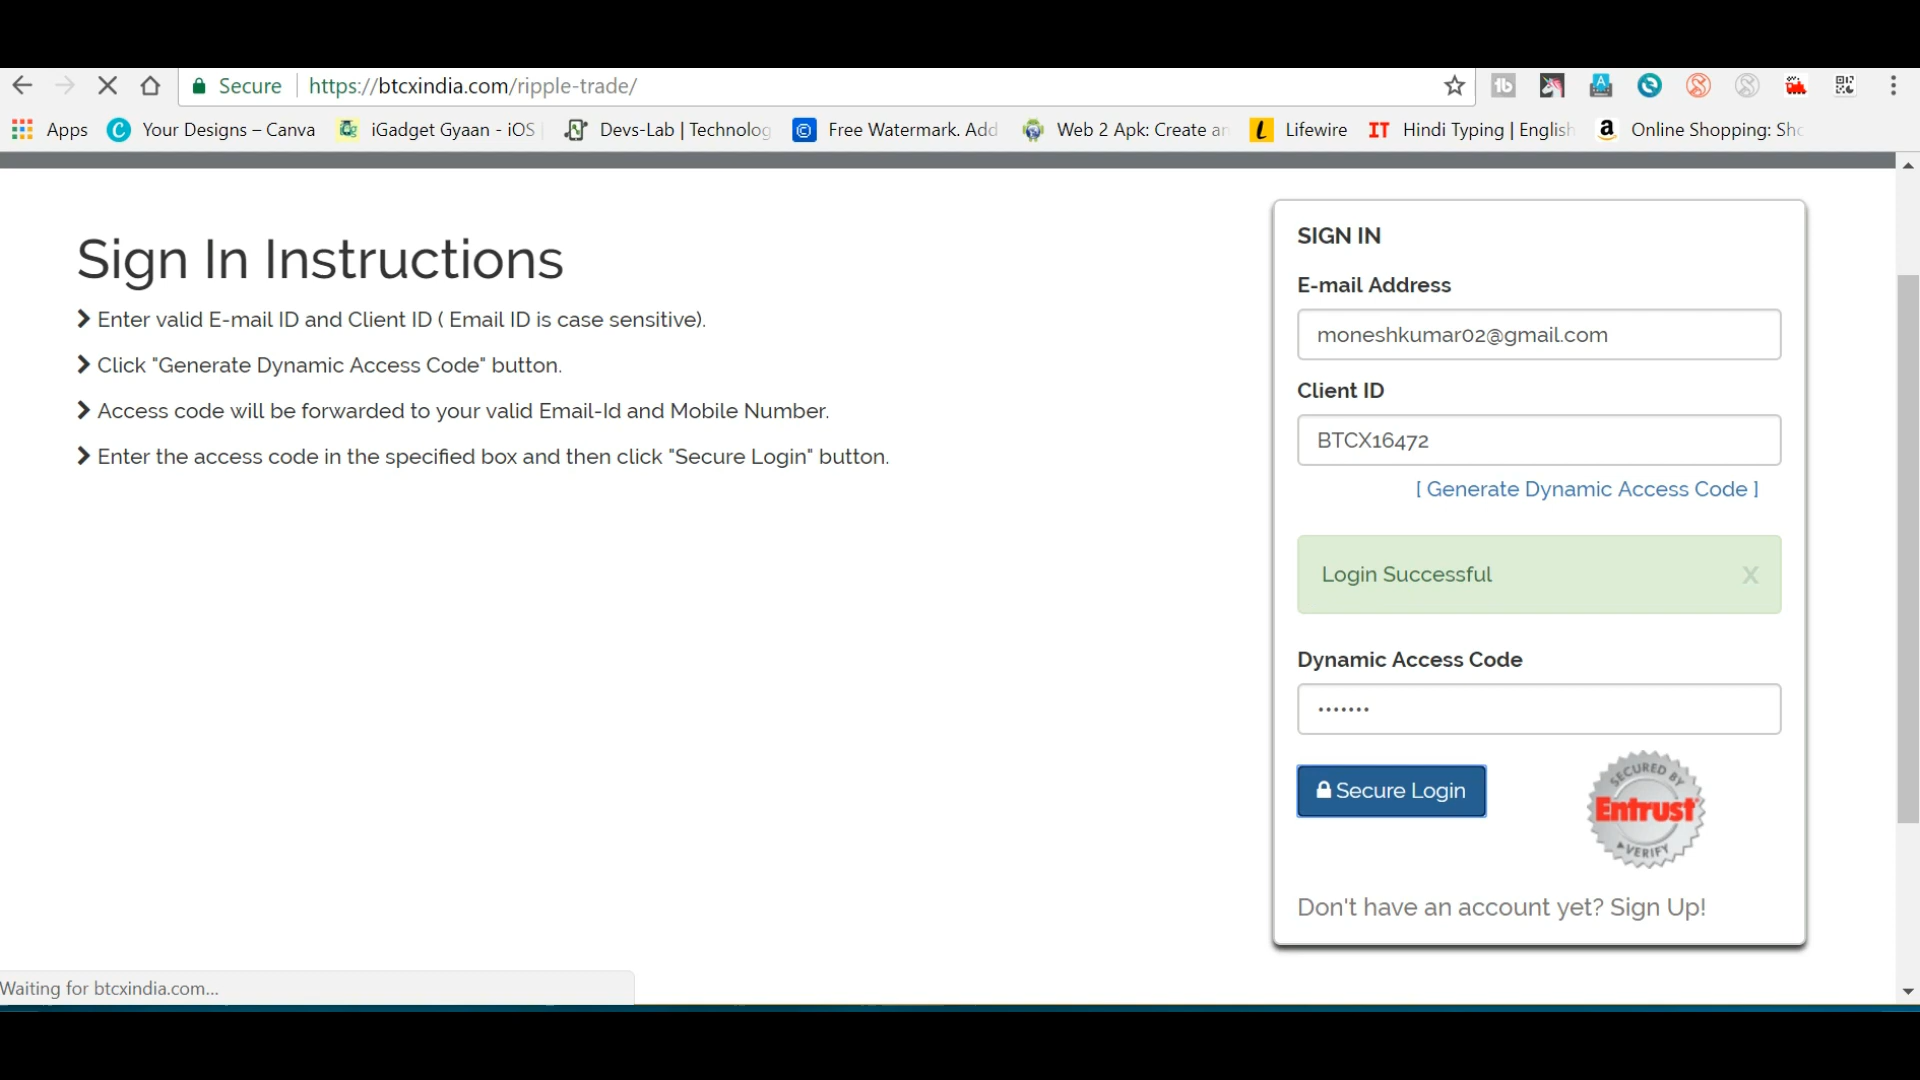 Secure https://btcxindia.com/ripple-trade/
Apps Your Designs – Canva iGadget Gyaan - iOS Devs-Lab | Technolog Free Watermark. Add Web 2 Apk: Create an Lifewire IT Hindi Typing | English Online Shopping: Sho
Sign In Instructions
Enter valid E-mail ID and Client ID ( Email ID is case sensitive).
Click "Generate Dynamic Access Code" button.
Access code will be forwarded to your valid Email-Id and Mobile Number.
Enter the access code in the specified box and then click "Secure Login" button.
SIGN IN
E-mail Address
moneshkumar02@gmail.com
Client ID
BTCX16472
[ Generate Dynamic Access Code ]
Login Successful X
Dynamic Access Code
•••••••
Secure Login
SECURED BY
Entrust
VERIFY
Don't have an account yet? Sign Up!
Waiting for btcxindia.com...